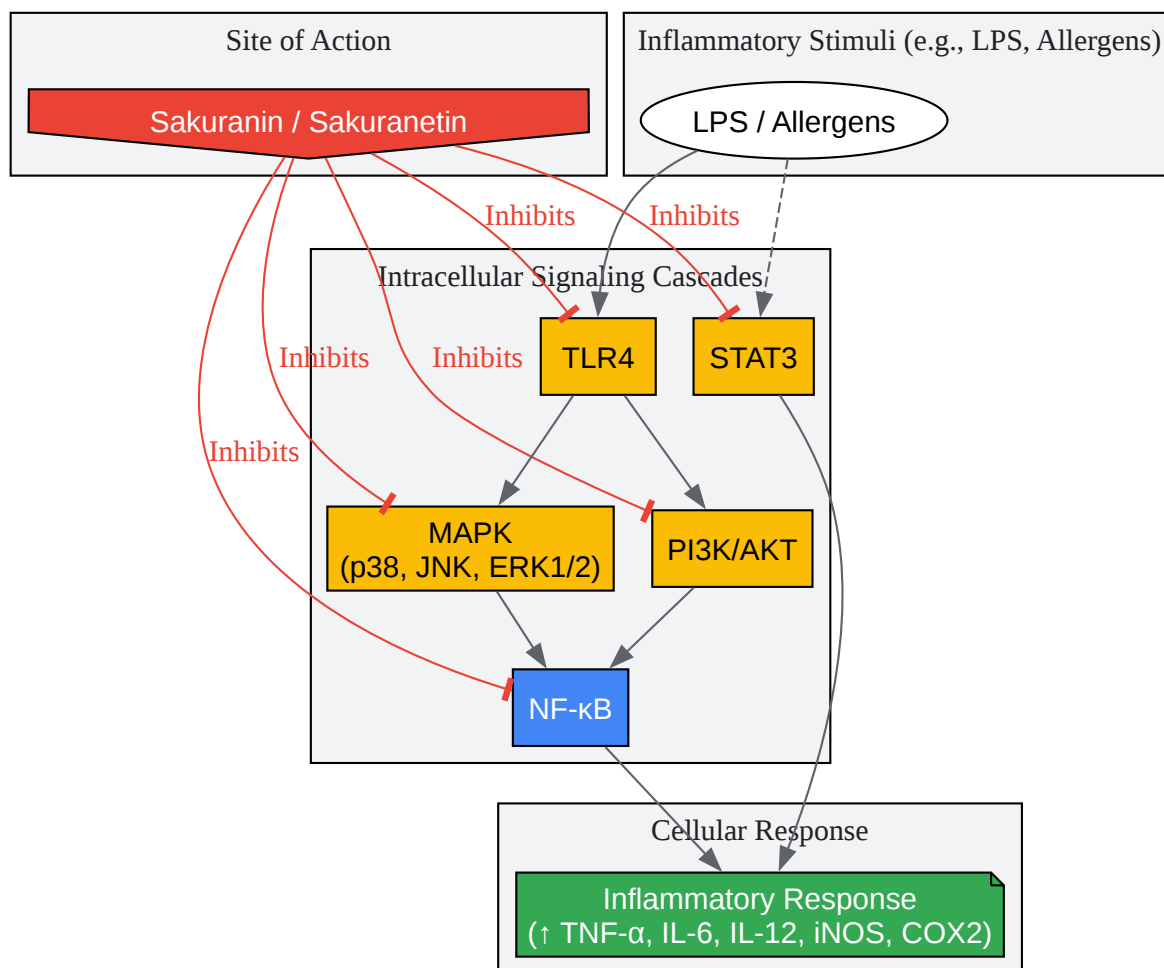 Site of Action
Inflammatory Stimuli (e.g., LPS, Allergens)
Sakuranin / Sakuranetin
LPS / Allergens
Inhibits
Inhibits
Intracellular Signaling Cascades
TLR4
STAT3
Inhibits
Inhibits
Inhibits
MAPK
(p38, JNK, ERK1/2)
PI3K/AKT
NF-κB
Cellular Response
Inflammatory Response
(↑ TNF-α, IL-6, IL-12, iNOS, COX2)